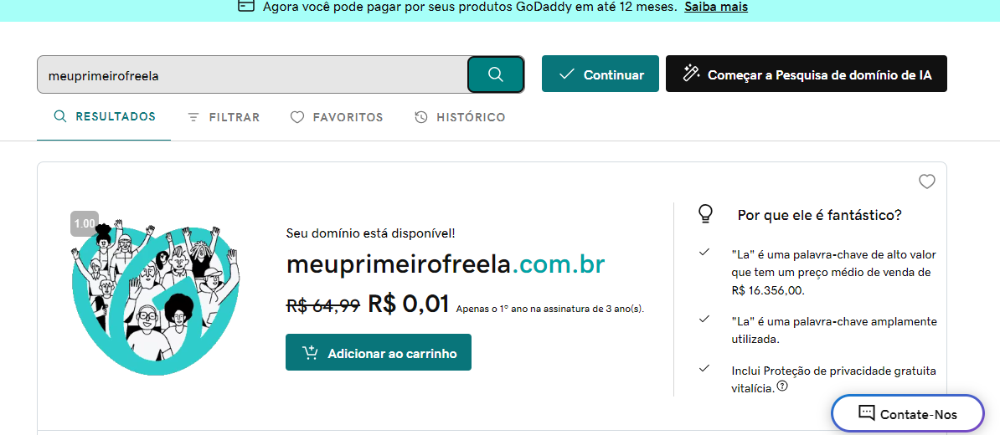 Agora você pode pagar por seus produtos GoDaddy em até 12 meses. Saiba mais
meuprimeirofreela
Continuar
Começar a Pesquisa de domínio de IA
RESULTADOS
FILTRAR
FAVORITOS
HISTÓRICO
1.00
Seu domínio está disponível!
meuprimeirofreela.com.br
R$ 64,99 R$ 0,01 Apenas o 1º ano na assinatura de 3 ano(s).
Adicionar ao carrinho
Por que ele é fantástico?
"La" é uma palavra-chave de alto valor
que tem um preço médio de venda de
R$ 16.356,00.
"La" é uma palavra-chave amplamente
utilizada.
Inclui Proteção de privacidade gratuita
vitalícia. ?
Contate-Nos